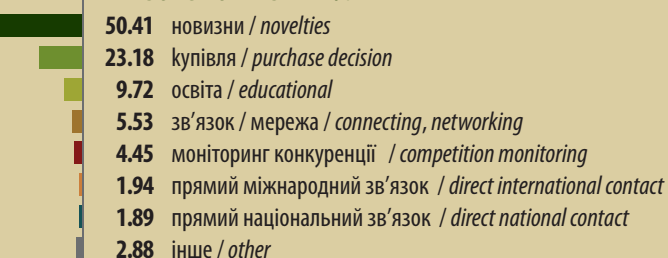 50.41 новизни / novelties
23.18 kупівля / purchase decision
9.72 освіта / educational
5.53 зв'язок / мережа / connecting, networking
4.45 моніторинг конкуренції / competition monitoring
1.94 прямий міжнародний зв'язок / direct international contact
1.89 прямий національний зв'язок / direct national contact
2.88 інше / other